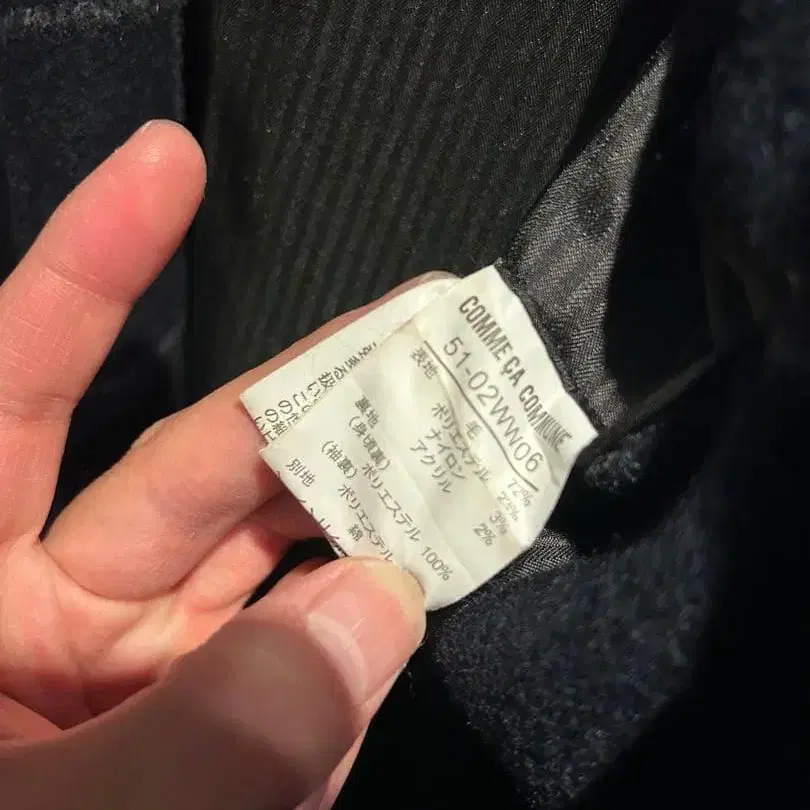 COMME ÇA COMMUNE
51-02WW06
表地 毛 72%
ポリエステル 23%
ナイロン 3%
アクリル 2%
裏地
(身頃裏) ポリエステル 100%
(袖裏) ポリエステル
綿
別地